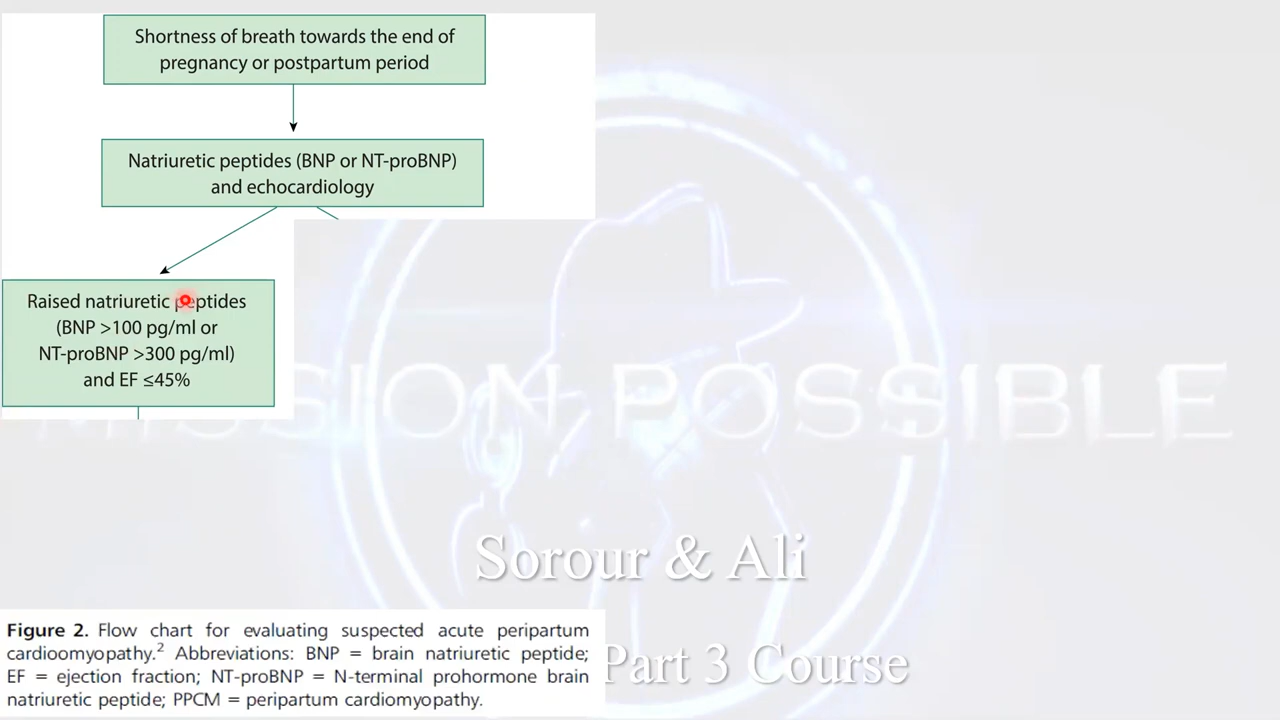 Shortness of breath towards the end of
pregnancy or postpartum period
Natriuretic peptides (BNP or NT-proBNP)
and echocardiology
Raised natriuretic peptides
(BNP >100 pg/ml or
NT-proBNP >300 pg/ml)
and EF ≤45%
MISSION POSSIBLE
Sorour & Ali
Part 3 Course
Figure 2. Flow chart for evaluating suspected acute peripartum
cardioomyopathy.2 Abbreviations: BNP = brain natriuretic peptide;
EF = ejection fraction; NT-proBNP = N-terminal prohormone brain
natriuretic peptide; PPCM = peripartum cardiomyopathy.